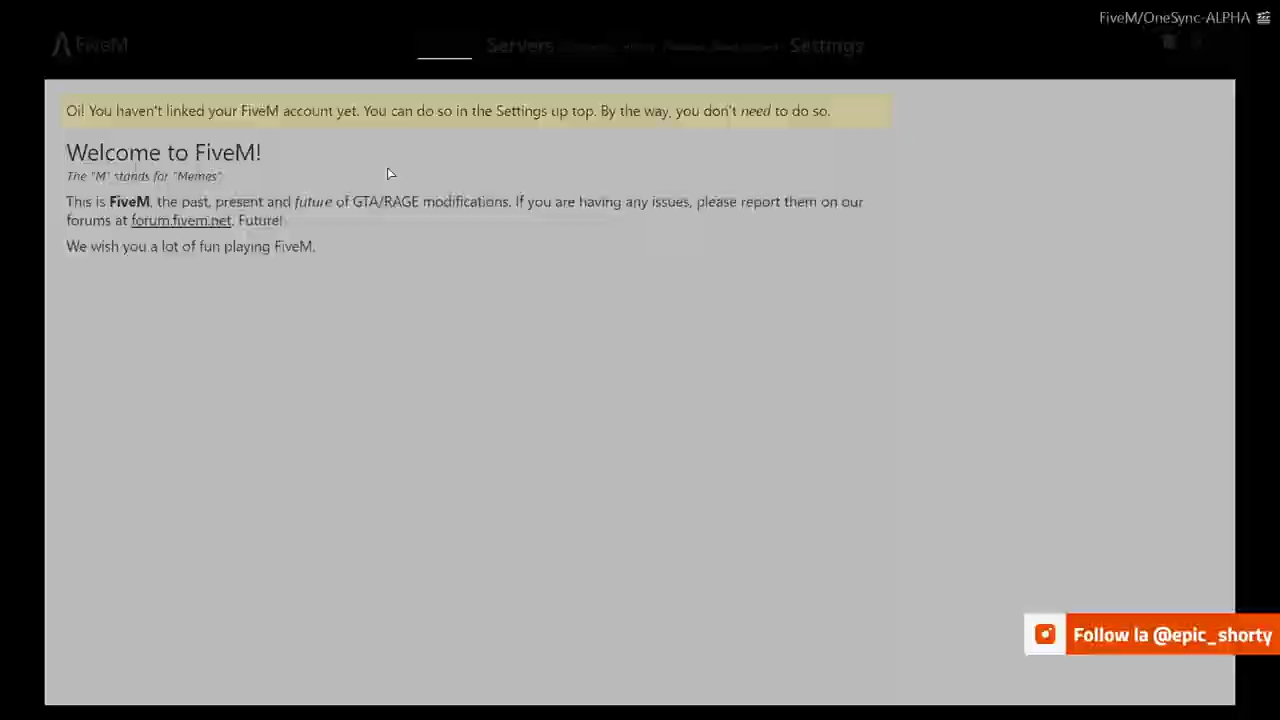 FiveM/OneSync-ALPHA
FiveM
Servers
Settings
Oi! You haven't linked your FiveM account yet. You can do so in the Settings up top. By the way, you don't need to do so.
Welcome to FiveM!
The "M" stands for "Memes"
This is FiveM, the past, present and future of GTA/RAGE modifications. If you are having any issues, please report them on our
forums at forum.fivem.net. Future!
We wish you a lot of fun playing FiveM.
Follow la @epic_shorty